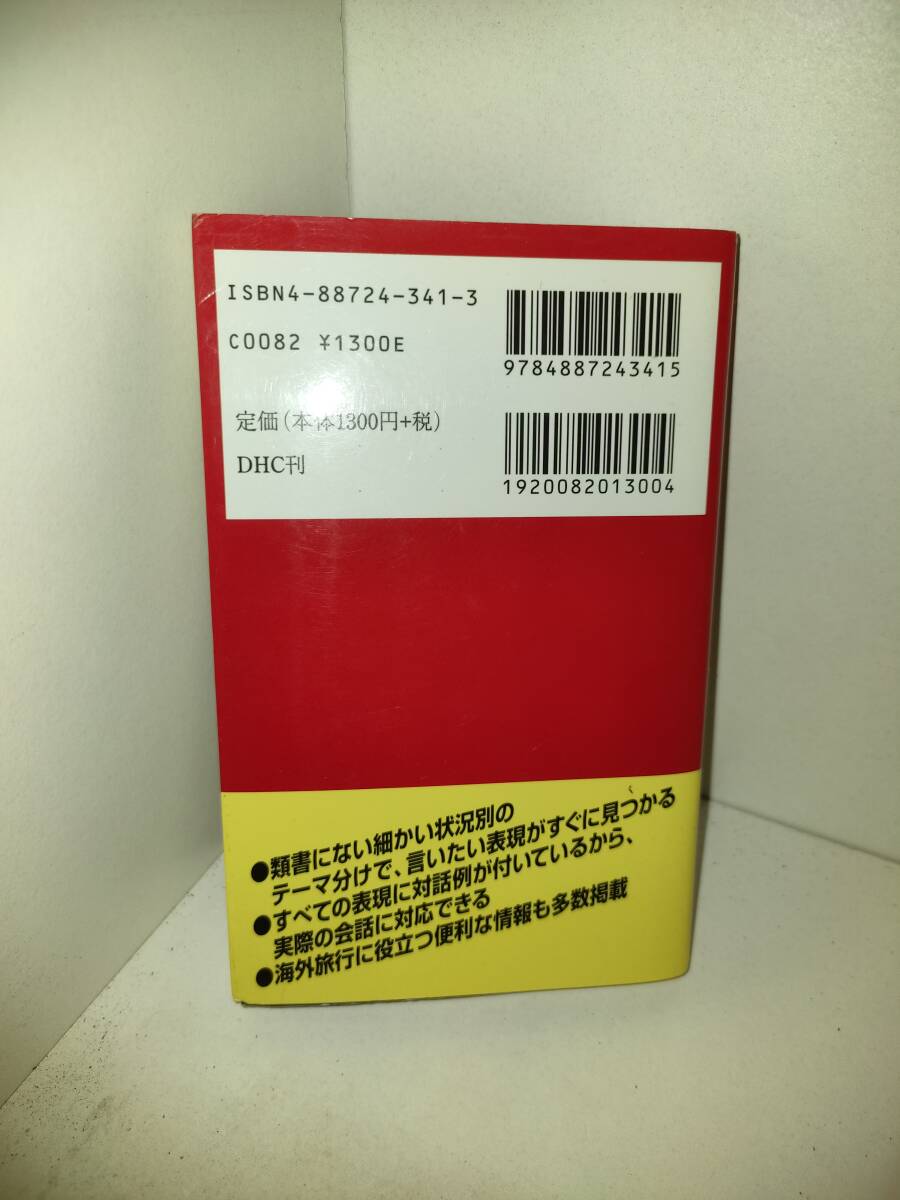 ISBN4-88724-341-3
C0082 ¥1300E
定価(本体1300円+税)
DHC刊
9784887243415
1920082013004
●類書にない細かい状況別の
テーマ分けで、言いたい表現がすぐに見つかる
●すべての表現に対話例が付いているから、
実際の会話に対応できる
●海外旅行に役立つ便利な情報も多数掲載